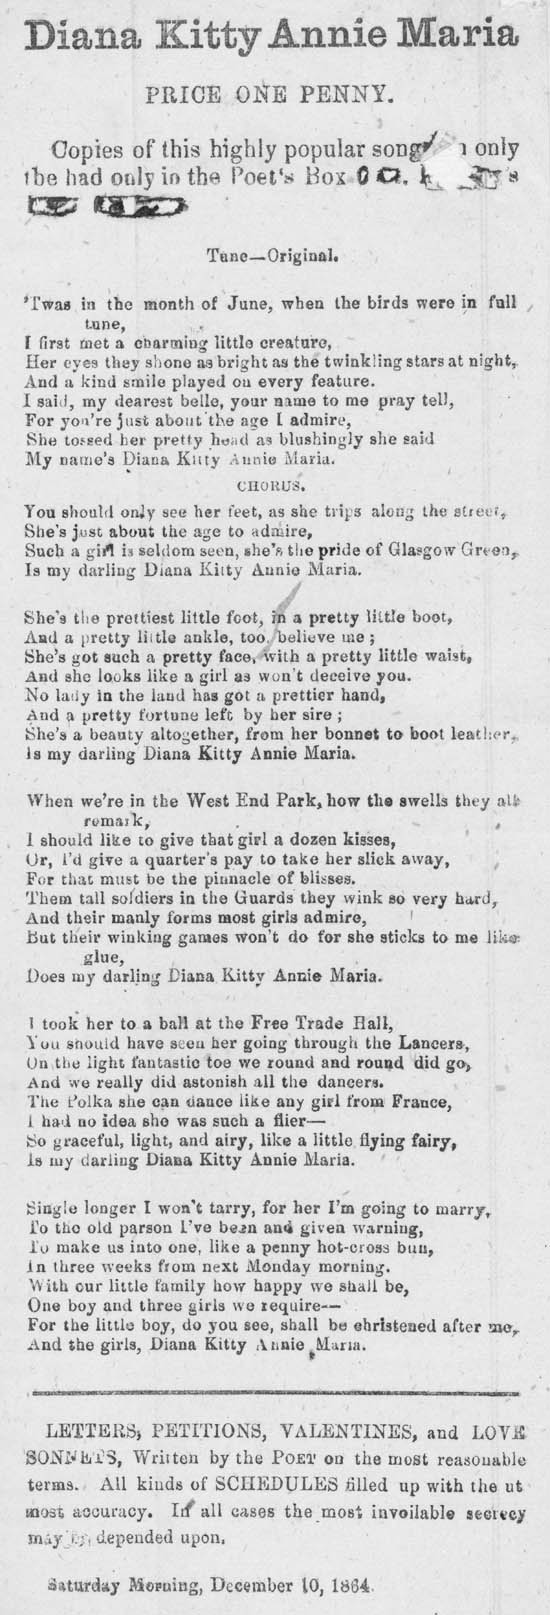 Diana Kitty Annie Maria
PRICE ONE PENNY.
Copies of this highly popular song only
the had only in the Poet's Box
Tune—Original.
'Twas in the month of June, when the birds were in full
tune,
I first met a charming little creature,
Her eyes they shone as bright as the twinkling stars at night,
And a kind smile played on every feature.
I said, my dearest belle, your name to me pray tell,
For you're just about the age I admire,
She tossed her pretty head as blushingly she said
My name's Diana Kitty Annie Maria.
CHORUS.
You should only see her feet, as she trips along the street,
She's just about the age to admire,
Such a girl is seldom seen, she's the pride of Glasgow Green,
Is my darling Diana Kitty Annie Maria.
She's the prettiest little foot, in a pretty little boot,
And a pretty little ankle, too, believe me ;
She's got such a pretty face, with a pretty little waist,
And she looks like a girl as won't deceive you.
No lady in the land has got a prettier hand,
And a pretty fortune left by her sire ;
She's a beauty altogether, from her bonnet to boot leather,
Is my darling Diana Kitty Annie Maria.
When we're in the West End Park, how the swells they all
remark,
I should like to give that girl a dozen kisses,
Or, I'd give a quarter's pay to take her slick away,
For that must be the pinnacle of blisses.
Them tall soldiers in the Guards they wink so very hard,
And their manly forms most girls admire,
But their winking games won't do for she sticks to me like
glue,
Does my darling Diana Kitty Annie Maria.
I took her to a ball at the Free Trade Hall,
You should have seen her going through the Lancers,
On the light fantastic toe we round and round did go,
And we really did astonish all the dancers.
The Polka she can dance like any girl from France,
I had no idea she was such a flier—
So graceful, light, and airy, like a little flying fairy,
Is my darling Diana Kitty Annie Maria.
Single longer I won't tarry, for her I'm going to marry,
To the old parson I've been and given warning,
To make us into one, like a penny hot-cross bun,
In three weeks from next Monday morning.
With our little family how happy we shall be,
One boy and three girls we require—
For the little boy, do you see, shall be christened after me,
And the girls, Diana Kitty Annie Maria.
LETTERS, PETITIONS, VALENTINES, and LOVE
SONNETS, Written by the POET on the most reasonable
terms. All kinds of SCHEDULES filled up with the ut
most accuracy. In all cases the most invoilable secrecy
may be depended upon.
Saturday Morning, December 10, 1864.